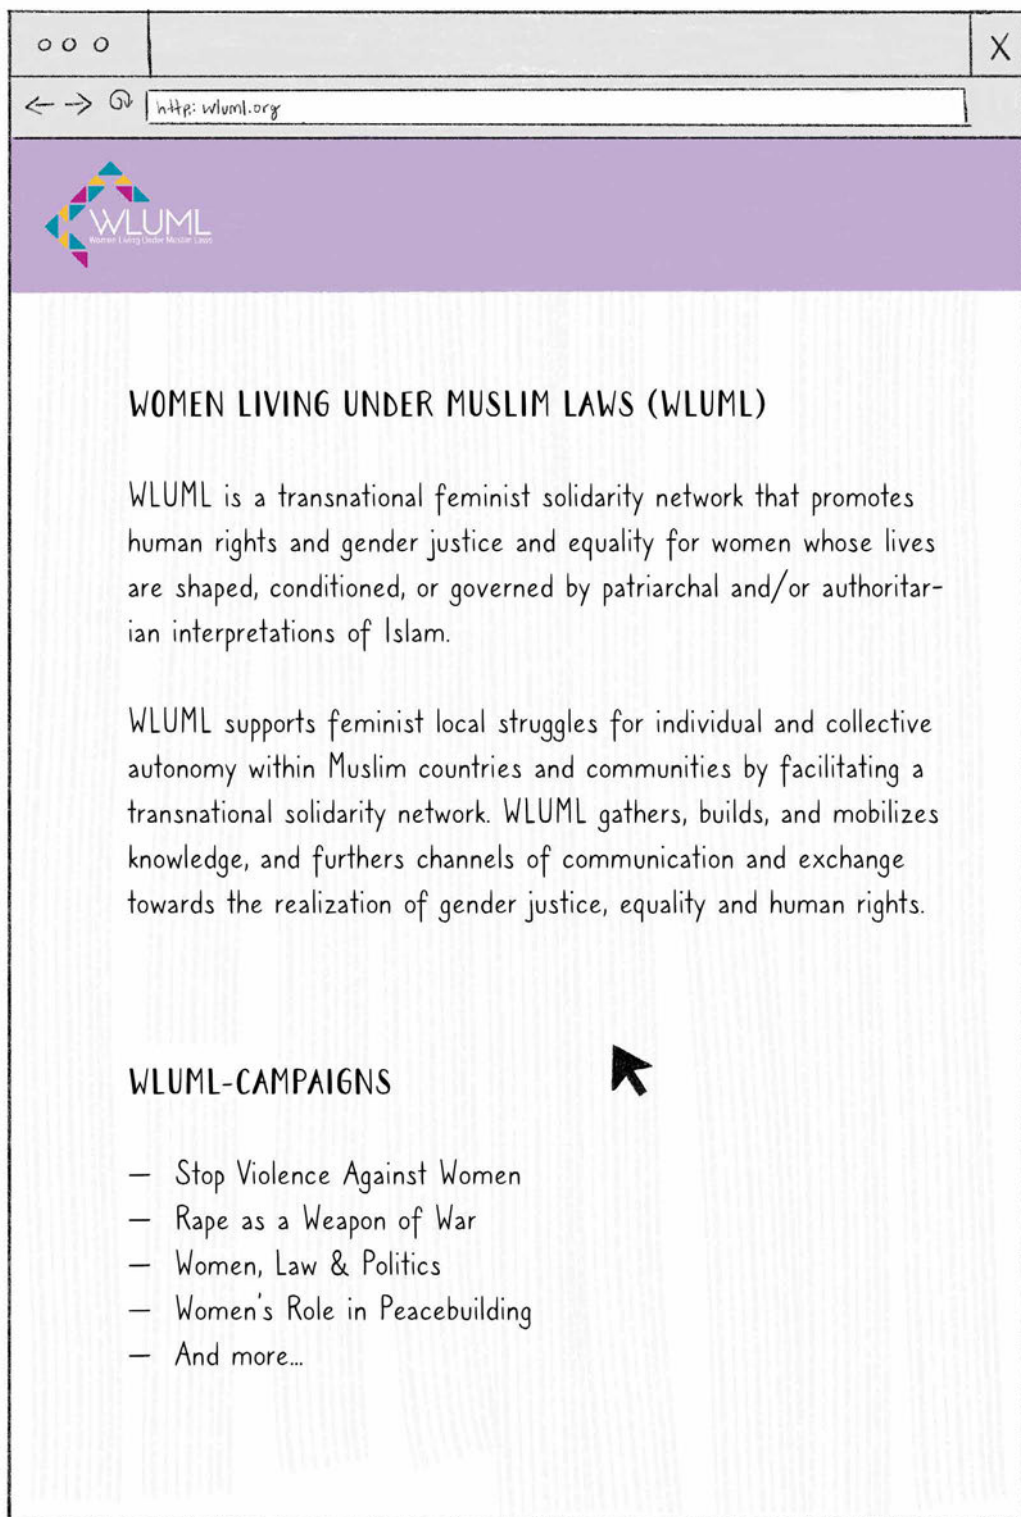 http: wluml.org
WLUML
Women Living Under Muslim Laws
WOMEN LIVING UNDER MUSLIM LAWS (WLUML)
WLUML is a transnational feminist solidarity network that promotes
human rights and gender justice and equality for women whose lives
are shaped, conditioned, or governed by patriarchal and/or authoritar-
ian interpretations of Islam.
WLUML supports feminist local struggles for individual and collective
autonomy within Muslim countries and communities by facilitating a
transnational solidarity network. WLUML gathers, builds, and mobilizes
knowledge, and furthers channels of communication and exchange
towards the realization of gender justice, equality and human rights.
WLUML-CAMPAIGNS
— Stop Violence Against Women
— Rape as a Weapon of War
— Women, Law & Politics
— Women's Role in Peacebuilding
— And more...